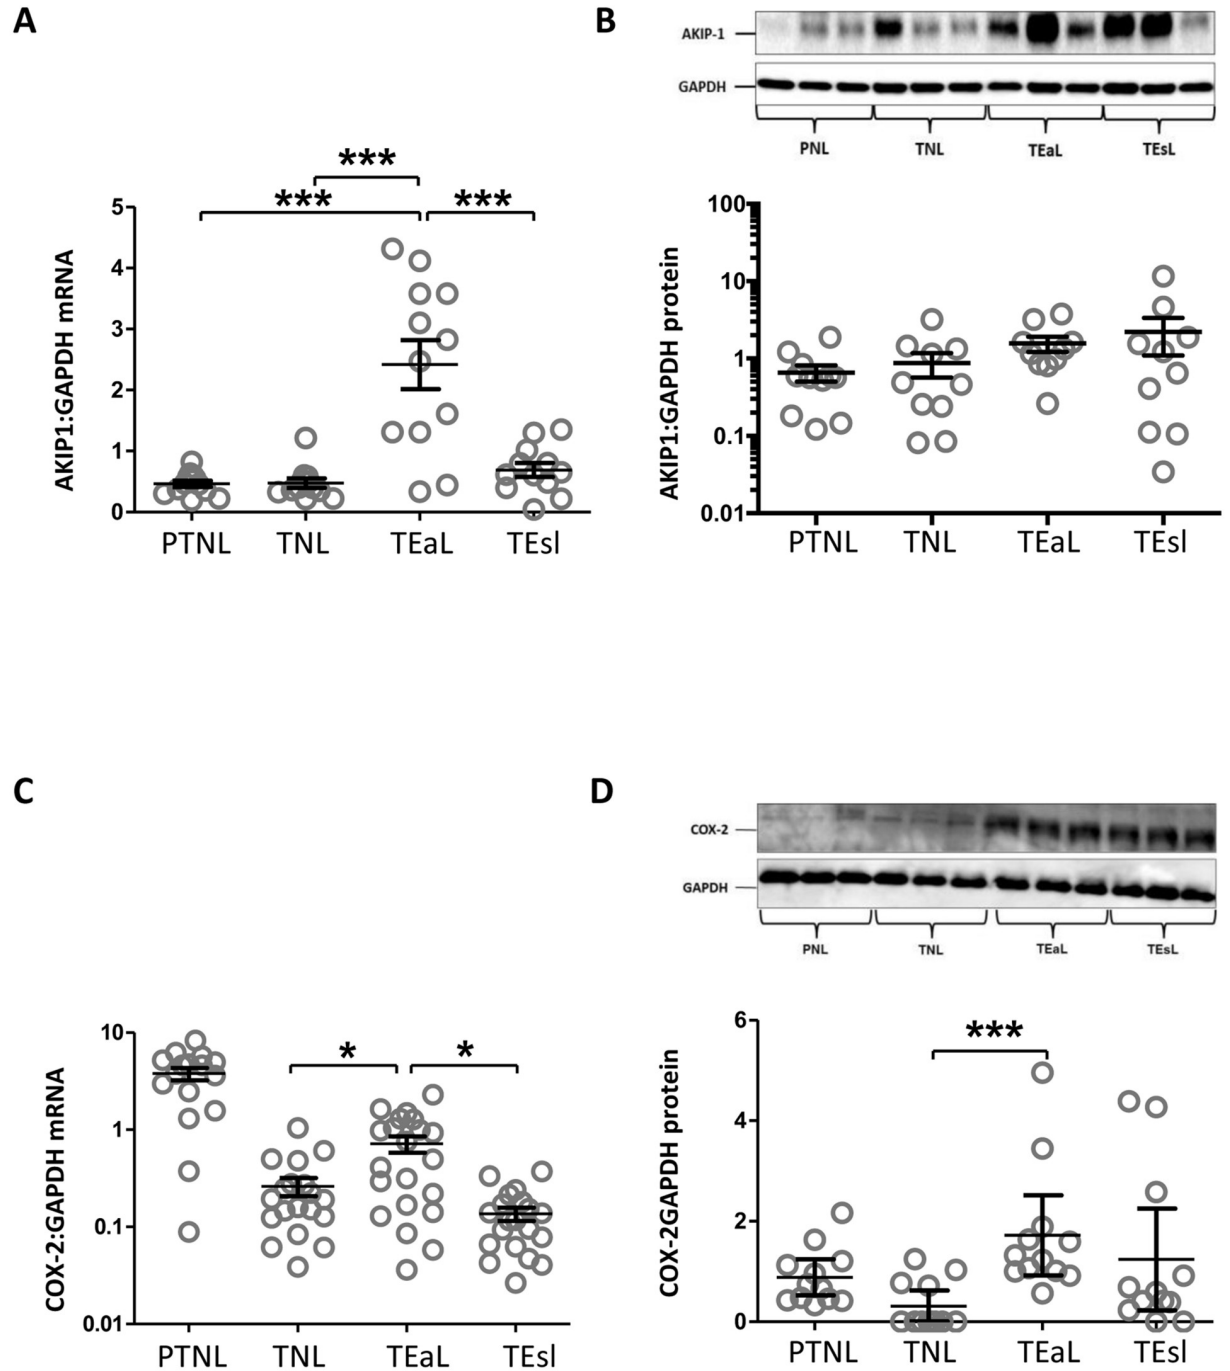 A
***
***
***
5
4
3
2
1
0
AKIP1:GAPDH mRNA
PTNL TNL TEaL TEsl
B
AKIP-1
GAPDH
PNL TNL TEaL TEsL
100
10
1
0.1
0.01
AKIP1:GAPDH protein
PTNL TNL TEaL TEsl
C
* *
10
1
0.1
0.01
COX-2:GAPDH mRNA
PTNL TNL TEaL TEsl
D
COX-2
GAPDH
PNL TNL TEaL TEsL
***
6
4
2
0
COX-2GAPDH protein
PTNL TNL TEaL TEsl